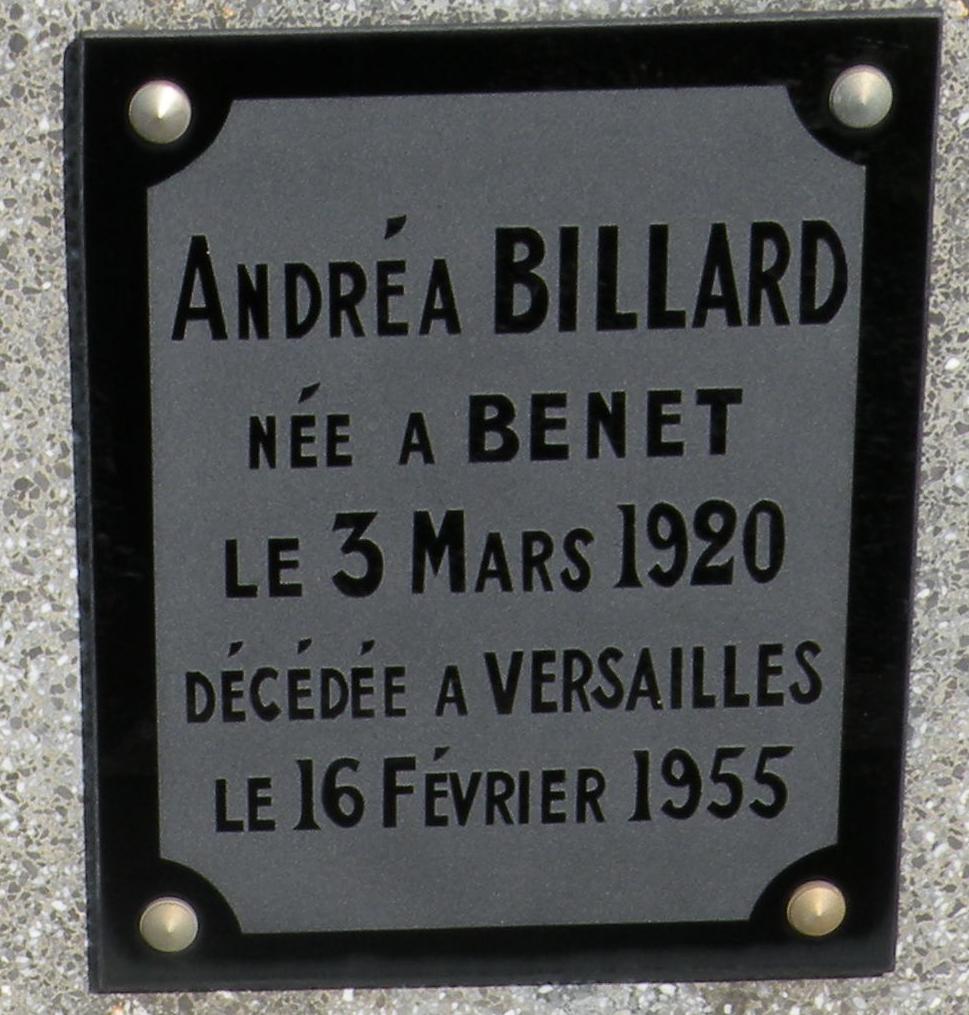 ANDRÉA BILLARD
NÉE A BENET
LE 3 MARS 1920
DÉCÉDÉE A VERSAILLES
LE 16 FÉVRIER 1955